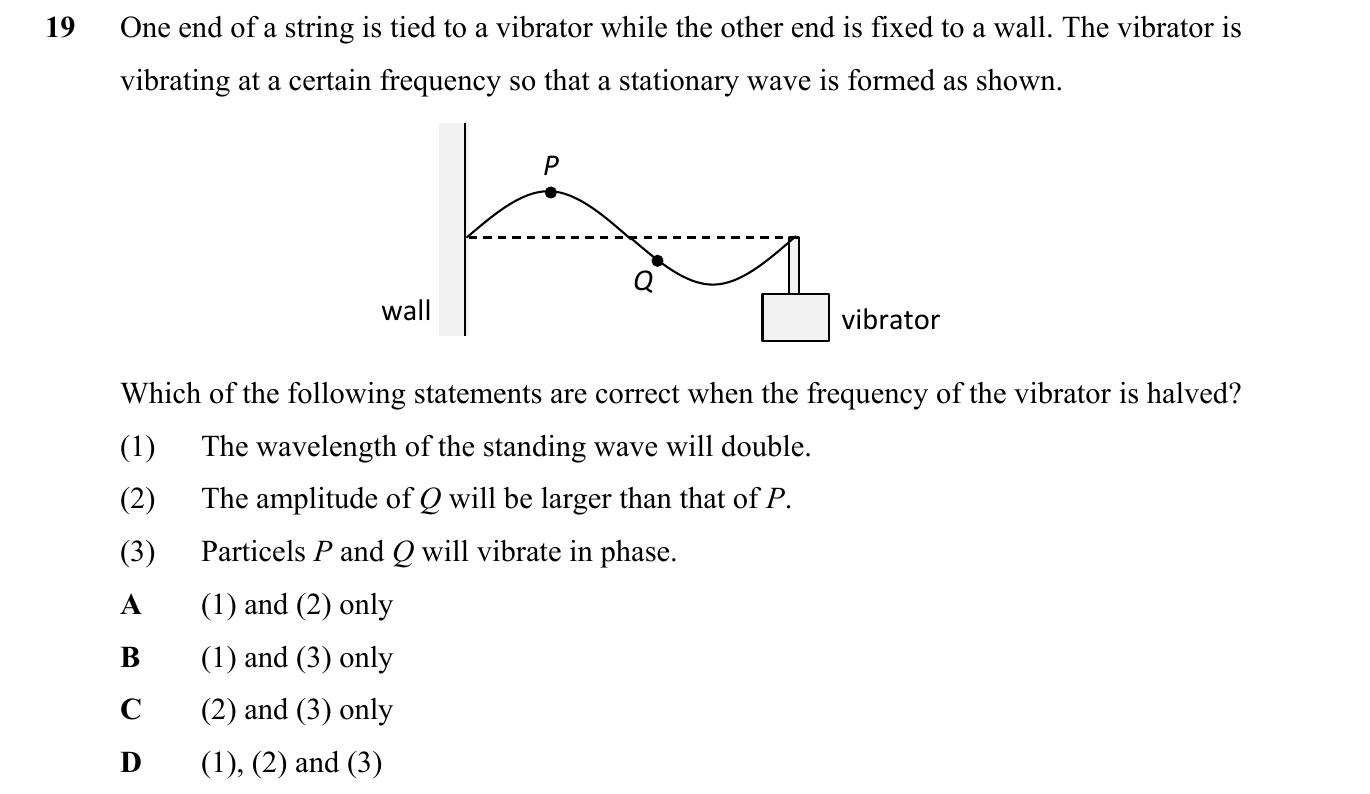 19 One end of a string is tied to a vibrator while the other end is fixed to a wall. The vibrator is
vibrating at a certain frequency so that a stationary wave is formed as shown.
P
Q
wall
vibrator
Which of the following statements are correct when the frequency of the vibrator is halved?
(1) The wavelength of the standing wave will double.
(2) The amplitude of Q will be larger than that of P.
(3) Particels P and Q will vibrate in phase.
A (1) and (2) only
B (1) and (3) only
C (2) and (3) only
D (1), (2) and (3)